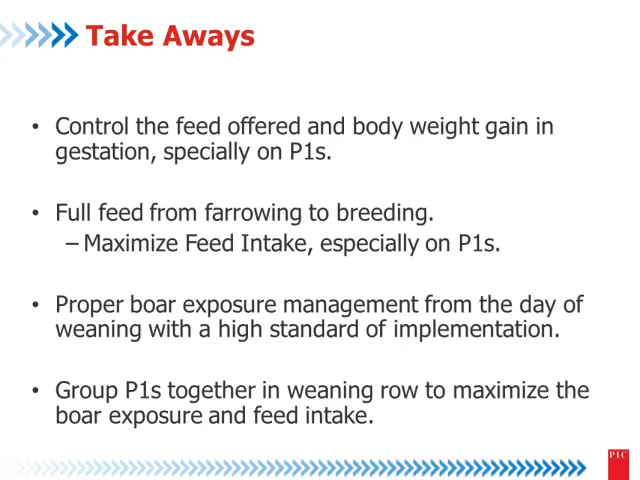 Take Aways
• Control the feed offered and body weight gain in
gestation, specially on P1s.
• Full feed from farrowing to breeding.
– Maximize Feed Intake, especially on P1s.
• Proper boar exposure management from the day of
weaning with a high standard of implementation.
• Group P1s together in weaning row to maximize the
boar exposure and feed intake.
PIC